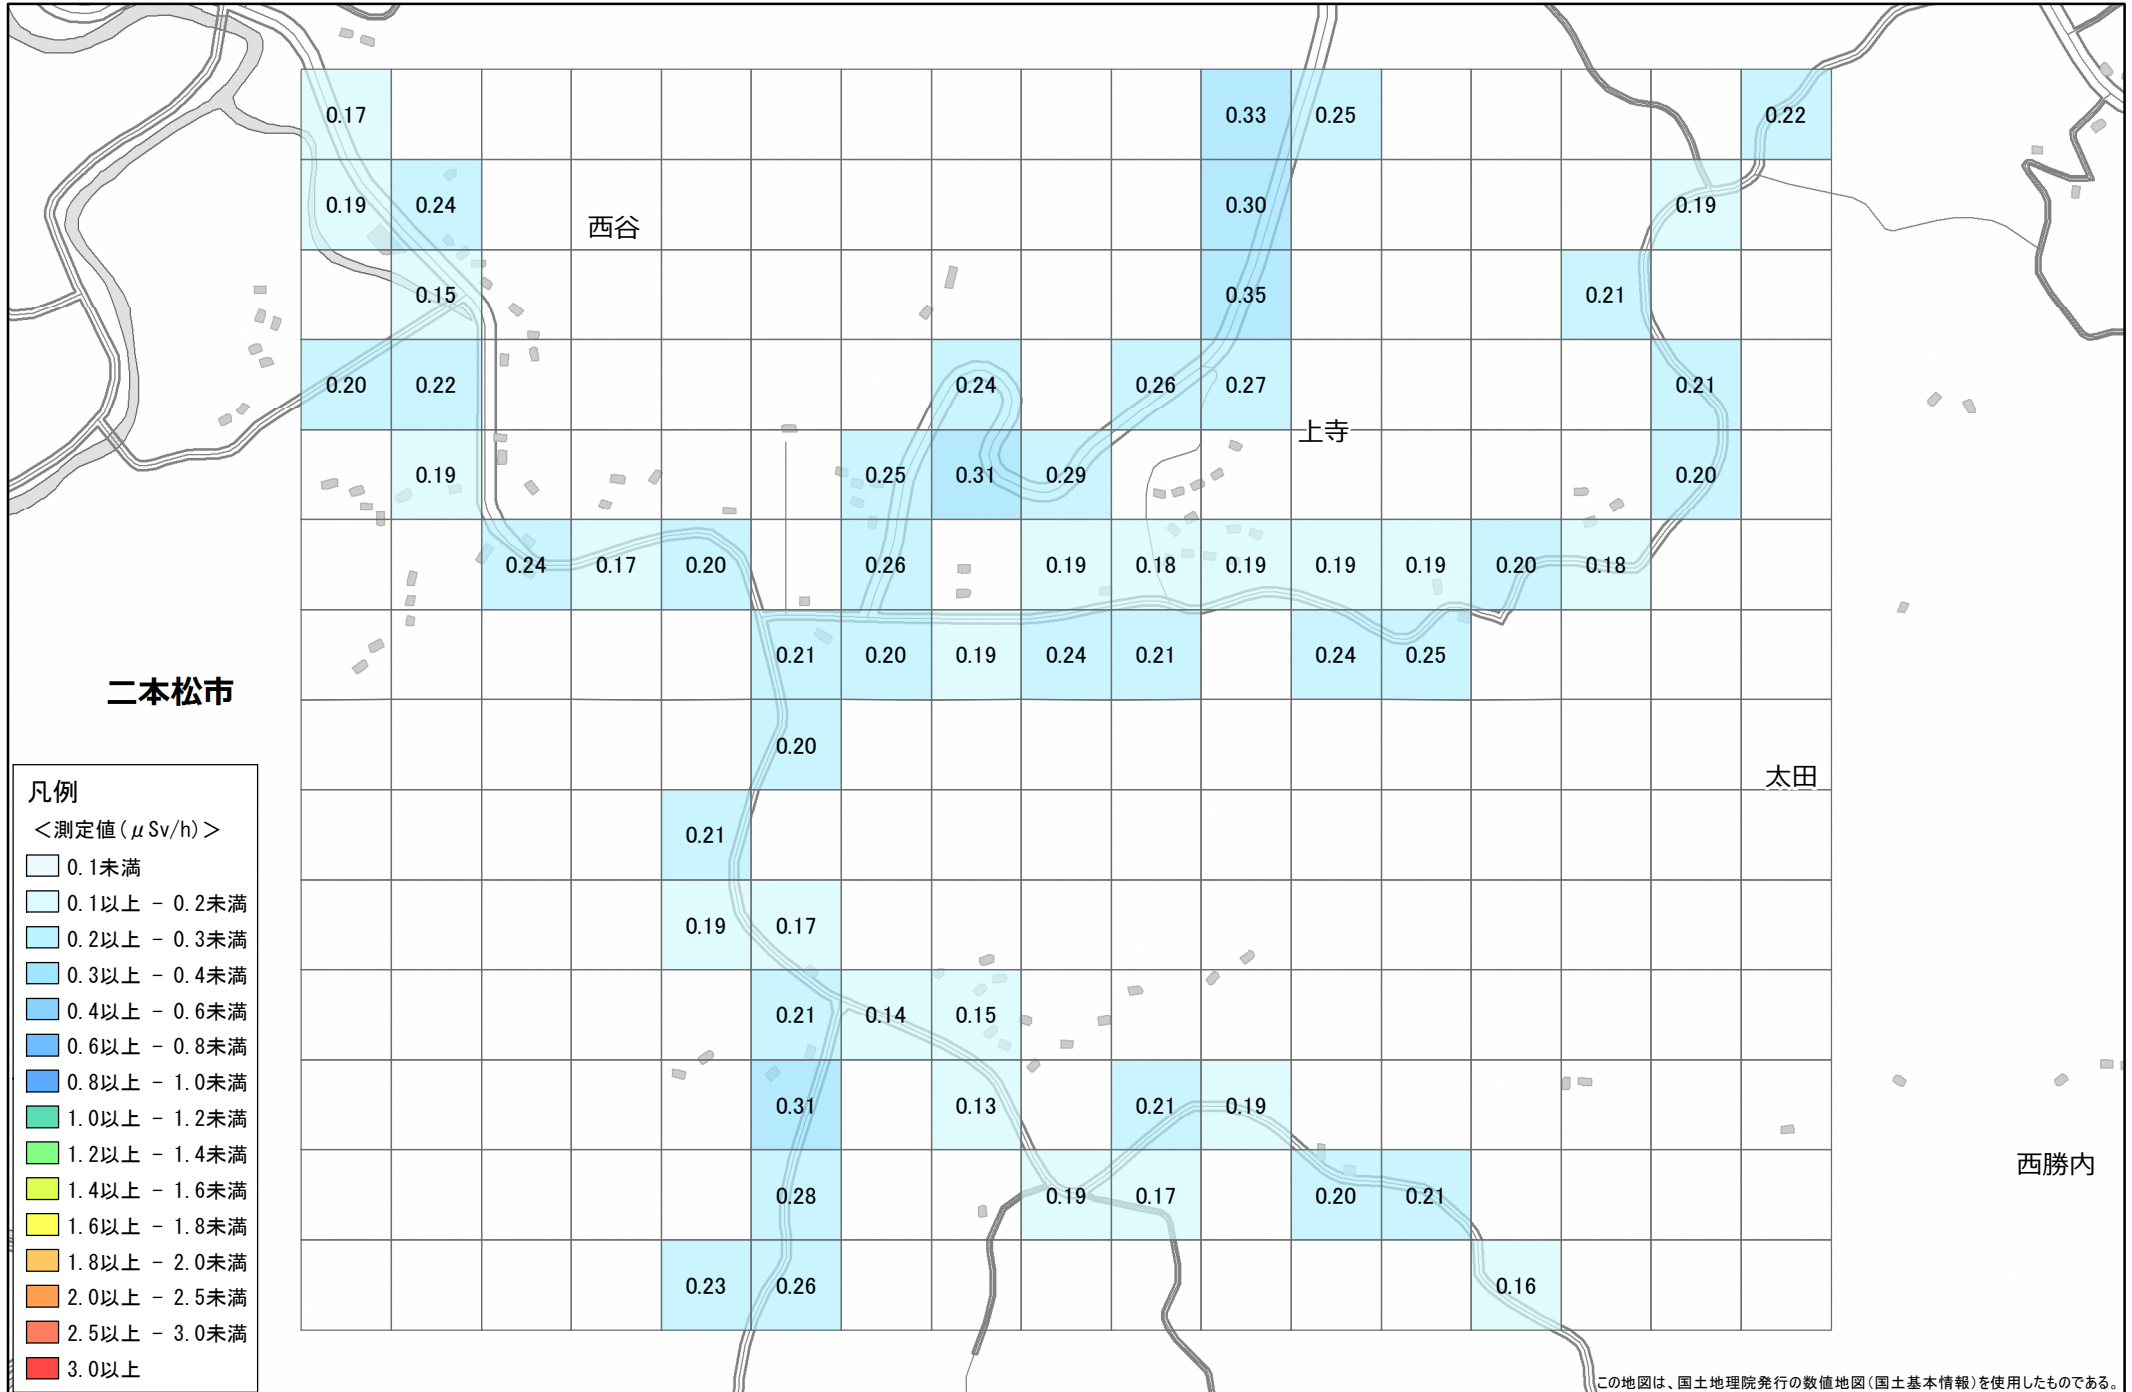 0.17 0.33 0.25 0.22
0.19 0.24 0.30 0.19
西谷
0.15 0.35 0.21
0.20 0.22 0.24 0.26 0.27 0.21
上寺
0.19 0.25 0.31 0.29 0.20
0.24 0.17 0.20 0.26 0.19 0.18 0.19 0.19 0.19 0.20 0.18
0.21 0.20 0.19 0.24 0.21 0.24 0.25
二本松市
0.20
太田
0.21
0.19 0.17
0.21 0.14 0.15
0.31 0.13 0.21 0.19
西勝内
0.28 0.19 0.17 0.20 0.21
0.23 0.26 0.16
凡例
＜測定値(μSv/h)＞
0.1未満
0.1以上 － 0.2未満
0.2以上 － 0.3未満
0.3以上 － 0.4未満
0.4以上 － 0.6未満
0.6以上 － 0.8未満
0.8以上 － 1.0未満
1.0以上 － 1.2未満
1.2以上 － 1.4未満
1.4以上 － 1.6未満
1.6以上 － 1.8未満
1.8以上 － 2.0未満
2.0以上 － 2.5未満
2.5以上 － 3.0未満
3.0以上
この地図は、国土地理院発行の数値地図(国土基本情報)を使用したものである。